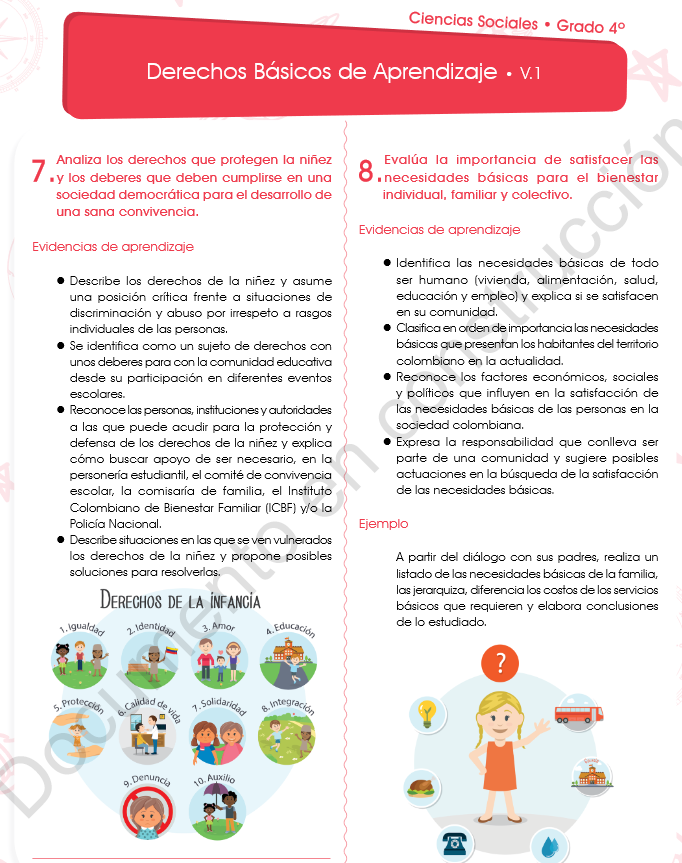 Ciencias Sociales • Grado 4º
Derechos Básicos de Aprendizaje • V.1
7. Analiza los derechos que protegen la niñez
y los deberes que deben cumplirse en una
sociedad democrática para el desarrollo de
una sana convivencia.
Evidencias de aprendizaje
● Describe los derechos de la niñez y asume
una posición crítica frente a situaciones de
discriminación y abuso por irrespeto a rasgos
individuales de las personas.
● Se identifica como un sujeto de derechos con
unos deberes para con la comunidad educativa
desde su participación en diferentes eventos
escolares.
● Reconoce las personas, instituciones y autoridades
a las que puede acudir para la protección y
defensa de los derechos de la niñez y explica
cómo buscar apoyo de ser necesario, en la
personería estudiantil, el comité de convivencia
escolar, la comisaría de familia, el Instituto
Colombiano de Bienestar Familiar (ICBF) y/o la
Policía Nacional.
● Describe situaciones en las que se ven vulnerados
los derechos de la niñez y propone posibles
soluciones para resolverlas.
Derechos de la infancia
1. Igualdad
2. Identidad
3. Amor
4. Educación
5. Protección
6. Calidad de vida
7. Solidaridad
8. Integración
9. Denuncia
10. Auxilio
8. Evalúa la importancia de satisfacer las
necesidades básicas para el bienestar
individual, familiar y colectivo.
Evidencias de aprendizaje
● Identifica las necesidades básicas de todo
ser humano (vivienda, alimentación, salud,
educación y empleo) y explica si se satisfacen
en su comunidad.
● Clasifica en orden de importancia las necesidades
básicas que presentan los habitantes del territorio
colombiano en la actualidad.
● Reconoce los factores económicos, sociales
y políticos que influyen en la satisfacción de
las necesidades básicas de las personas en la
sociedad colombiana.
● Expresa la responsabilidad que conlleva ser
parte de una comunidad y sugiere posibles
actuaciones en la búsqueda de la satisfacción
de las necesidades básicas.
Ejemplo
A partir del diálogo con sus padres, realiza un
listado de las necesidades básicas de la familia,
las jerarquiza, diferencia los costos de los servicios
básicos que requieren y elabora conclusiones
de lo estudiado.
?
Documento en construcción